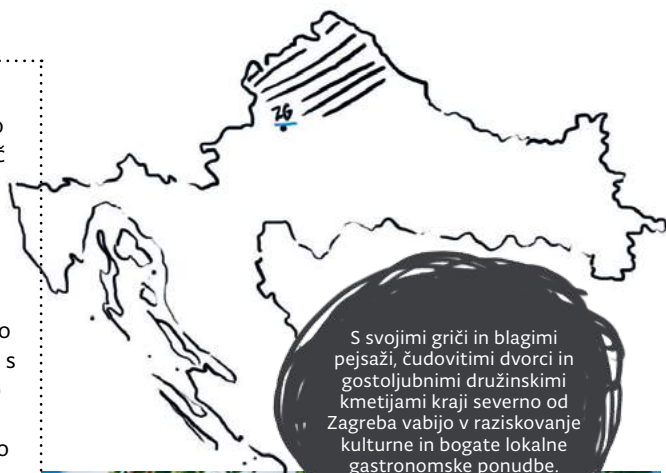 ZG
S svojimi griči in blagimi
pejsaži, čudovitimi dvorci in
gostoljubnimi družinskimi
kmetijami kraji severno od
Zagreba vabijo v raziskovanje
kulturne in bogate lokalne
gastronomske ponudbe.